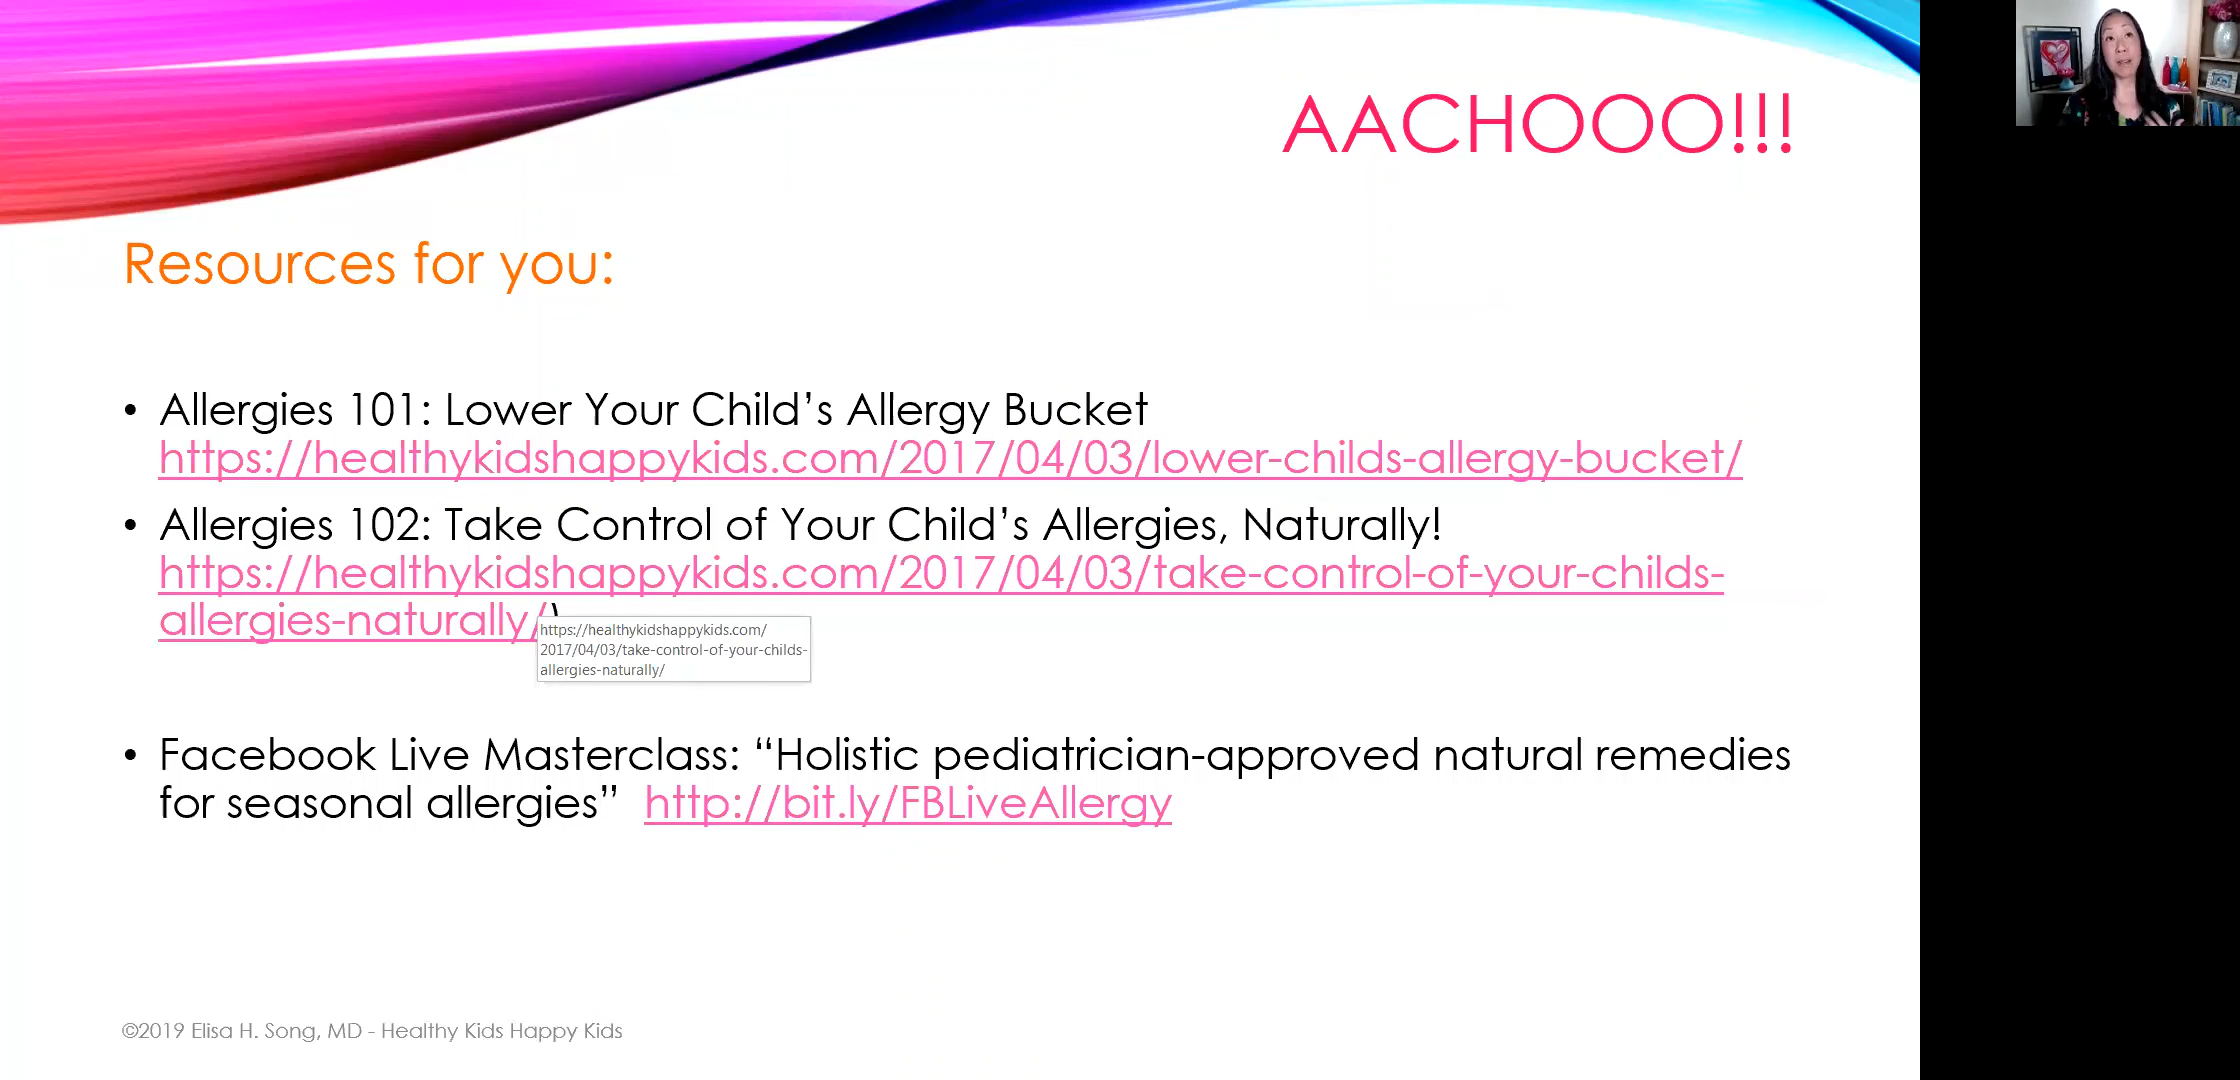 AACHOOO!!!
Resources for you:
• Allergies 101: Lower Your Child’s Allergy Bucket
https://healthykidshappykids.com/2017/04/03/lower-childs-allergy-bucket/
• Allergies 102: Take Control of Your Child’s Allergies, Naturally!
https://healthykidshappykids.com/2017/04/03/take-control-of-your-childs-
allergies-naturally/)
https://healthykidshappykids.com/
2017/04/03/take-control-of-your-childs-
allergies-naturally/
• Facebook Live Masterclass: “Holistic pediatrician-approved natural remedies
for seasonal allergies” http://bit.ly/FBLiveAllergy
©2019 Elisa H. Song, MD - Healthy Kids Happy Kids